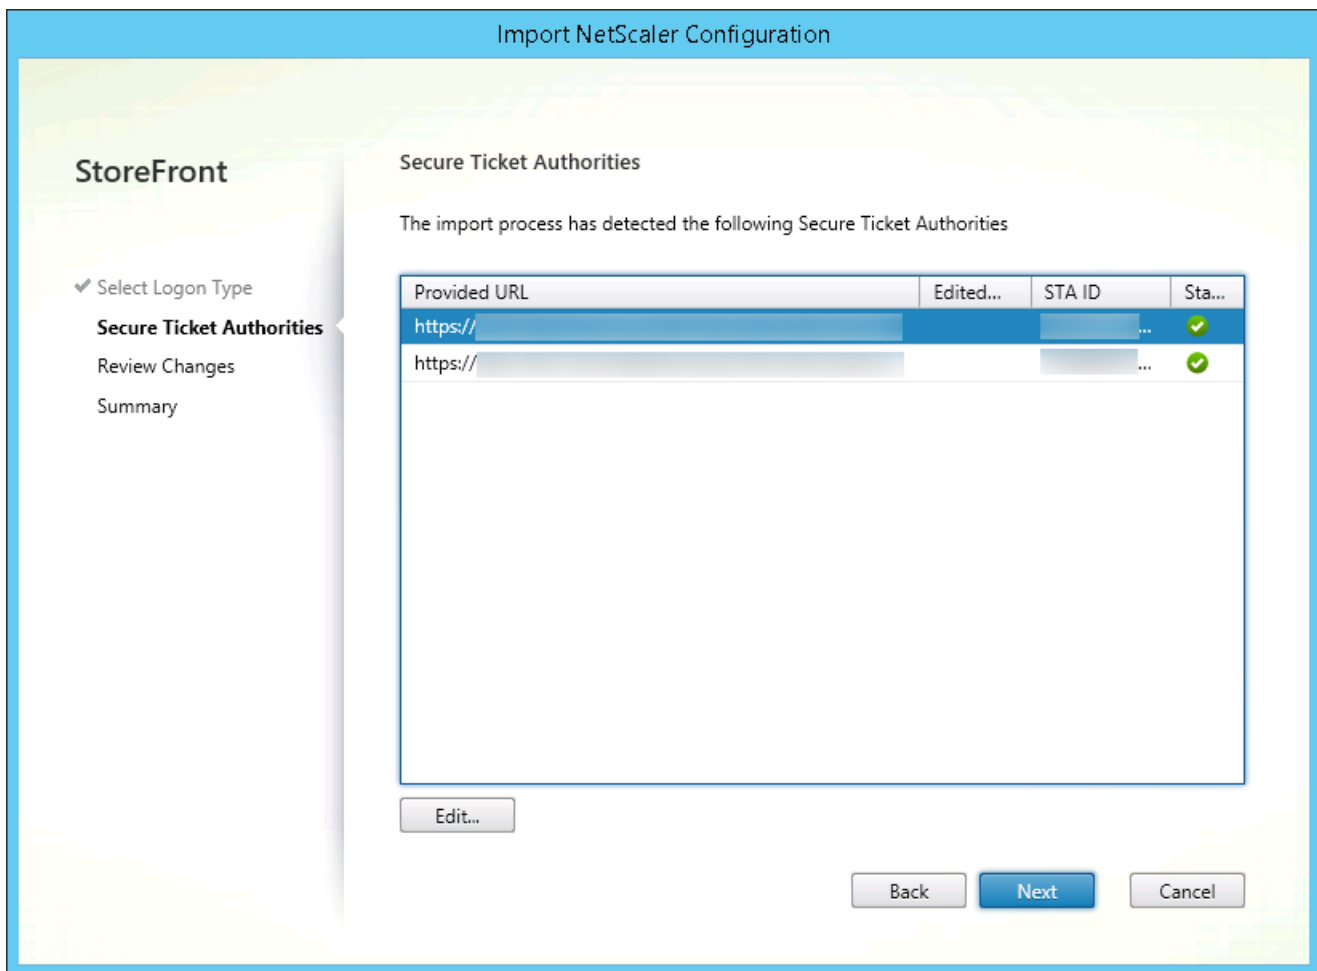 Import NetScaler Configuration
StoreFront
Select Logon Type
Secure Ticket Authorities
Review Changes
Summary
Secure Ticket Authorities
The import process has detected the following Secure Ticket Authorities
Provided URL Edited... STA ID Sta...
https:// ...
https:// ...
Edit...
Back Next Cancel